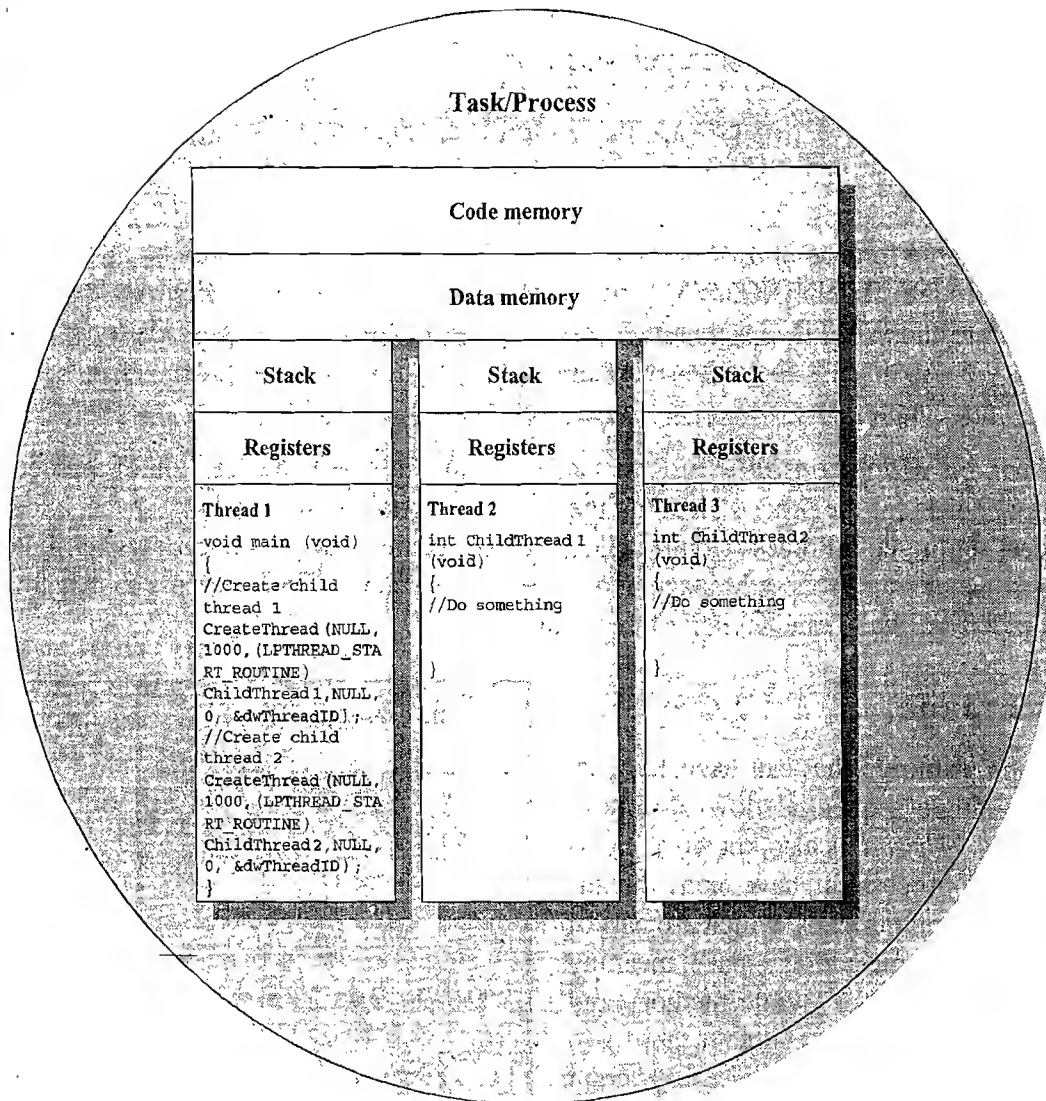 Task/Process
Code memory
Data memory
Stack
Stack
Stack
Registers
Registers
Registers
Thread 1
void main (void)
{
//Create child
thread 1
CreateThread(NULL,
1000,(LPTHREAD_STA
RT_ROUTINE)
ChildThread1,NULL,
0, &dwThreadID);
//Create child
thread 2
CreateThread(NULL,
1000,(LPTHREAD_STA
RT_ROUTINE)
ChildThread2,NULL,
0, &dwThreadID);
}
Thread 2
int ChildThread1
(void)
{
//Do something
}
Thread 3
int ChildThread2
(void)
{
//Do something
}